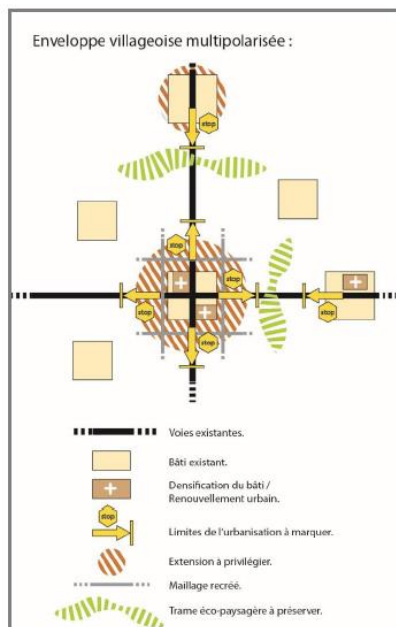 Enveloppe villageoise multipolarisée :
stop
stop
stop
stop
stop
stop
stop
Voies existantes.
Bâti existant.
Densification du bâti /
Renouvellement urbain.
stop
Limites de l'urbanisation à marquer.
Extension à privilégier.
Maillage recréé.
Trame éco-paysagère à préserver.